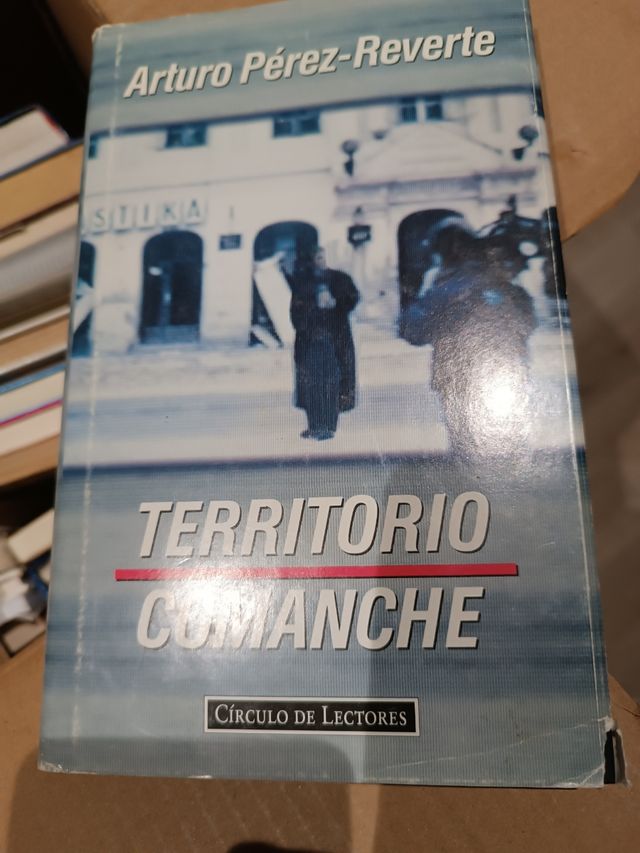 Arturo Pérez-Reverte
STIKA
TERRITORIO
COMANCHE
CÍRCULO DE LECTORES